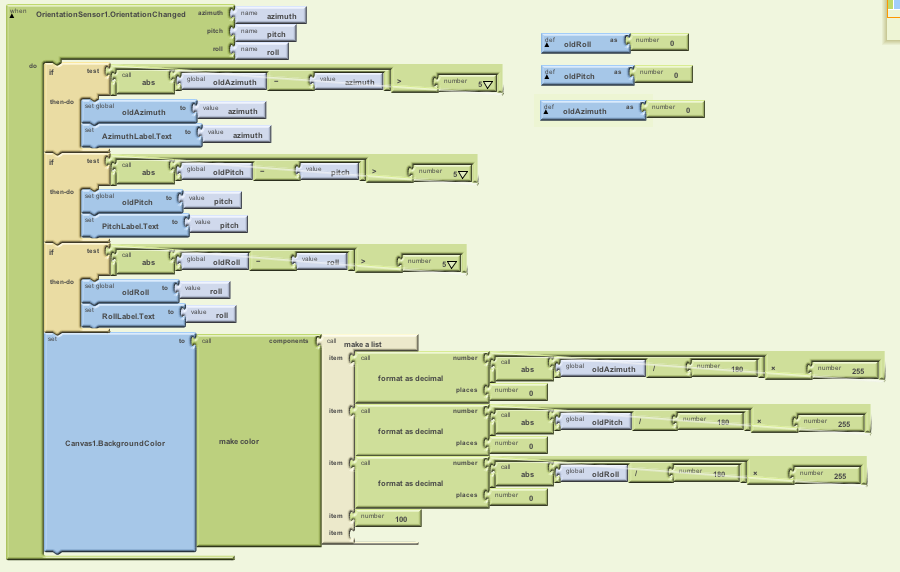 when OrientationSensor1.OrientationChanged azimuth name azimuth
pitch name pitch
roll name roll
def oldRoll as number 0
def oldPitch as number 0
def oldAzimuth as number 0
do if test call abs global oldAzimuth - value azimuth > number 5
then-do set global oldAzimuth to value azimuth
set AzimuthLabel.Text to value azimuth
if test call abs global oldPitch - value pitch > number 5
then-do set global oldPitch to value pitch
set PitchLabel.Text to value pitch
if test call abs global oldRoll - value roll > number 5
then-do set global oldRoll to value roll
set RollLabel.Text to value roll
set Canvas1.BackgroundColor to call make color components call make a list
item call format as decimal number call abs global oldAzimuth / number 180 × number 255
places number 0
item call format as decimal number call abs global oldPitch / number 180 × number 255
places number 0
item call format as decimal number call abs global oldRoll / number 180 × number 255
places number 0
item number 100
item